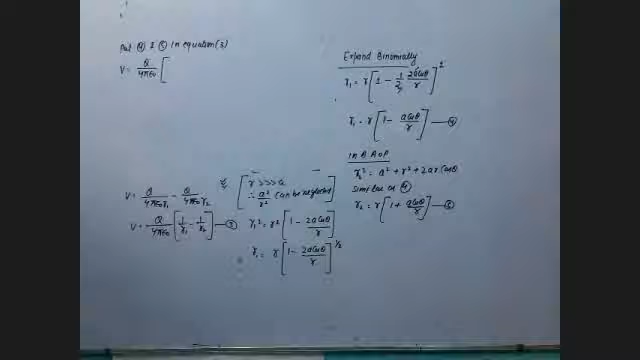 Put ④ & ⑤ in equation (3)
V = Q/4πε₀ [
V = Q/4πε₀r₁ - Q/4πε₀r₂
V = Q/4πε₀ [1/r₁ - 1/r₂] —③
[r >>> a
∴ a²/r² can be neglected]
r₁² = r² [1 - 2acosθ/r]
r₁ = r [1 - 2acosθ/r]^1/2
Expand Binomially
r₁ = r [1 - 1/2 2acosθ/r]
r₁ = r [1 - acosθ/r] —④
In BAOP
r₂² = a² + r² + 2ar cosθ
similar as ④
r₂ = r [1 + acosθ/r] —⑤